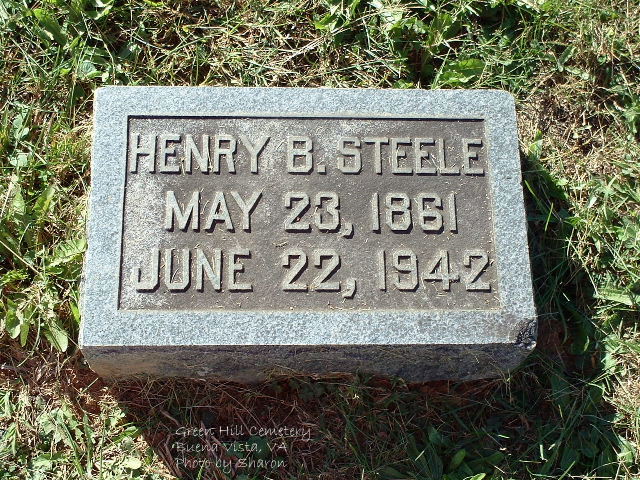 HENRY B. STEELE
MAY 23, 1861
JUNE 22, 1942
Green Hill Cemetery
Buena Vista, VA
Photo by Sharon